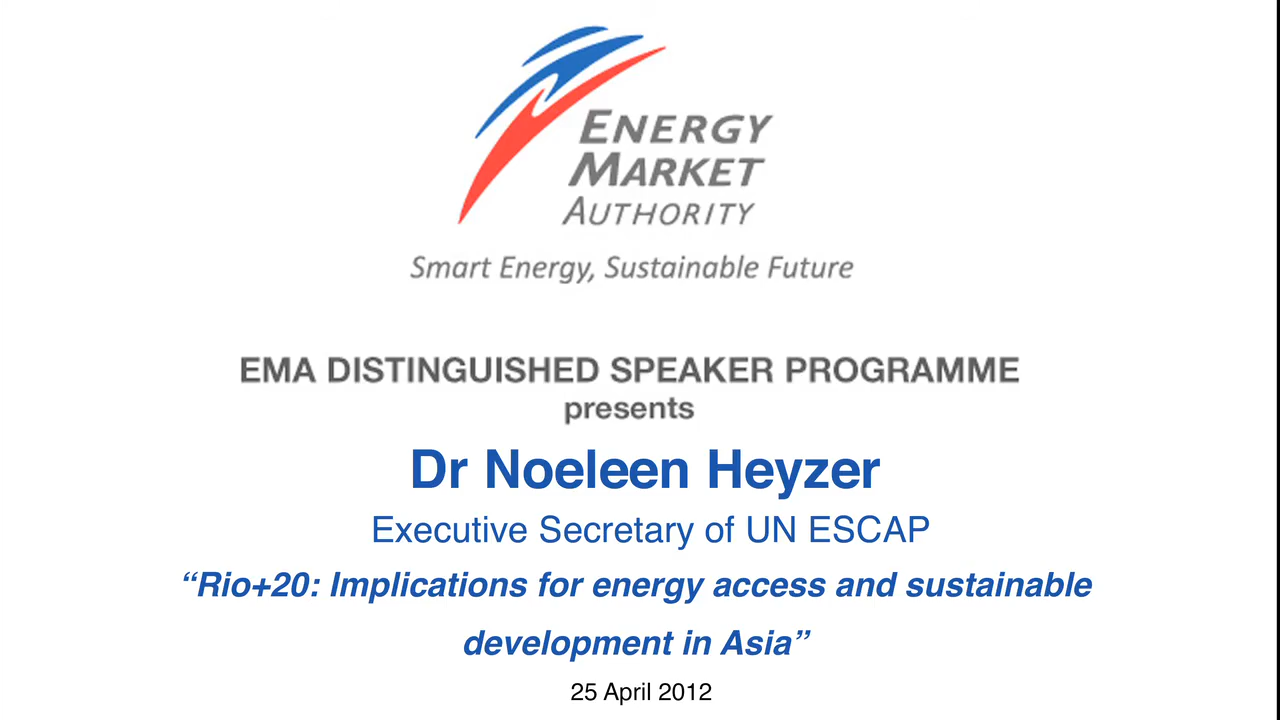 ENERGY
MARKET
AUTHORITY
Smart Energy, Sustainable Future
EMA DISTINGUISHED SPEAKER PROGRAMME
presents
Dr Noeleen Heyzer
Executive Secretary of UN ESCAP
“Rio+20: Implications for energy access and sustainable
development in Asia”
25 April 2012